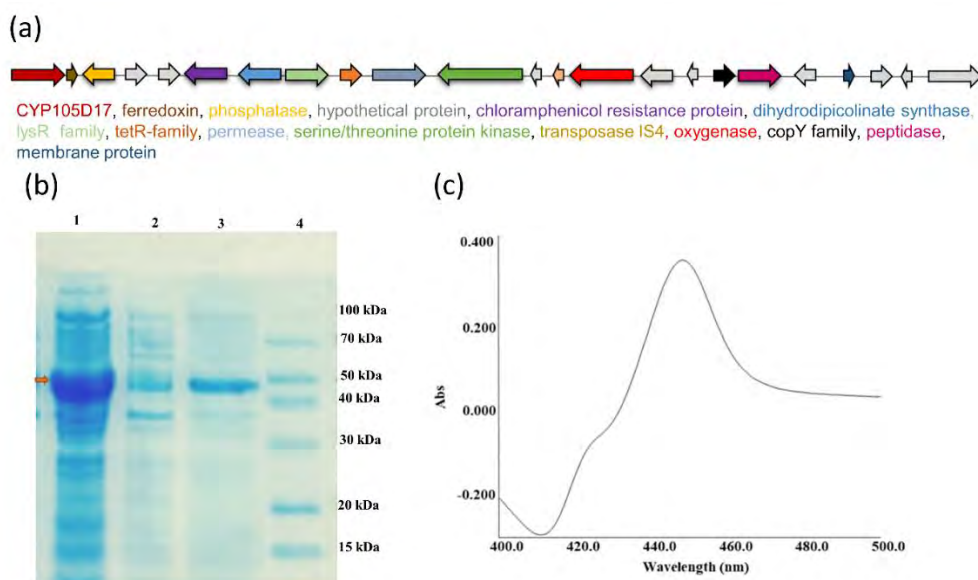 (a)
CYP105D17, ferredoxin, phosphatase, hypothetical protein, chloramphenicol resistance protein, dihydrodipicolinate synthase,
lysR family, tetR-family, permease, serine/threonine protein kinase, transposase IS4, oxygenase, copY family, peptidase,
membrane protein
(b)
1 2 3 4
100 kDa
70 kDa
50 kDa
40 kDa
30 kDa
20 kDa
15 kDa
(c)
0.400
0.200
0.000
-0.200
Abs
400.0 420.0 440.0 460.0 480.0 500.0
Wavelength (nm)